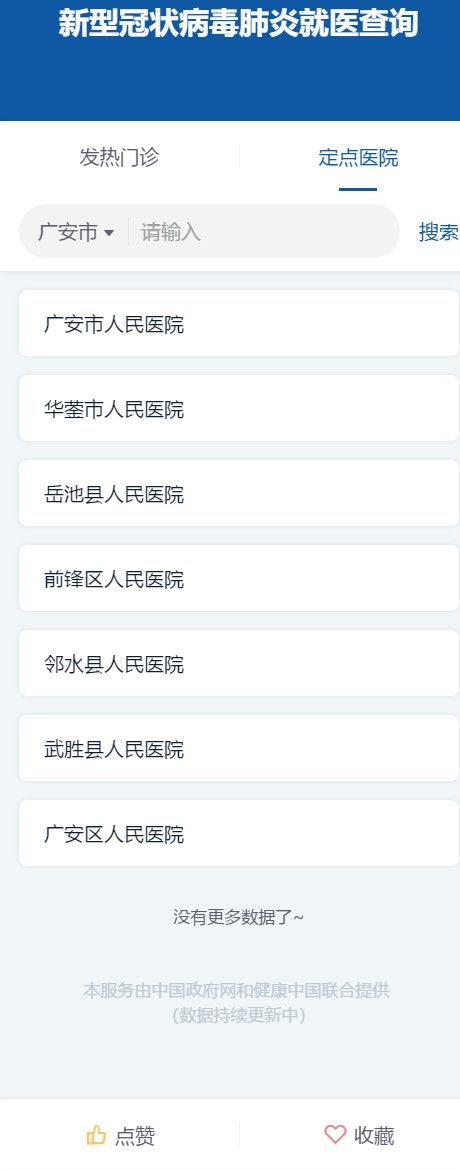 新型冠状病毒肺炎就医查询
发热门诊
定点医院
广安市
请输入
搜索
广安市人民医院
华蓥市人民医院
岳池县人民医院
前锋区人民医院
邻水县人民医院
武胜县人民医院
广安区人民医院
没有更多数据了~
本服务由中国政府网和健康中国联合提供
（数据持续更新中）
点赞
收藏